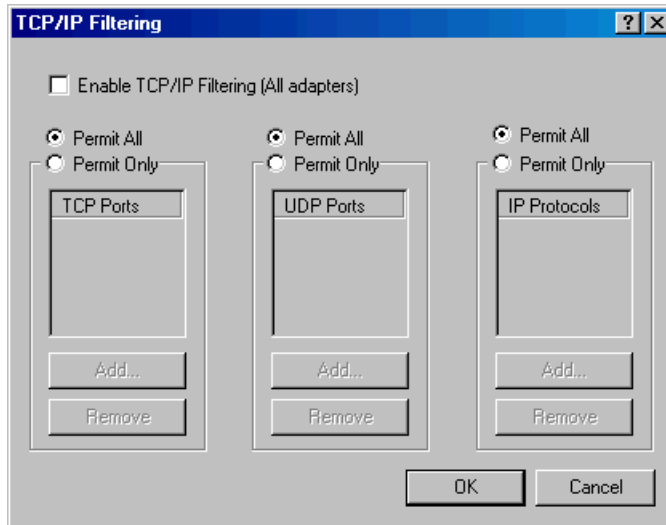 TCP/IP Filtering
Enable TCP/IP Filtering (All adapters)
Permit All
Permit Only
TCP Ports
Add...
Remove
Permit All
Permit Only
UDP Ports
Add...
Remove
Permit All
Permit Only
IP Protocols
Add...
Remove
OK
Cancel